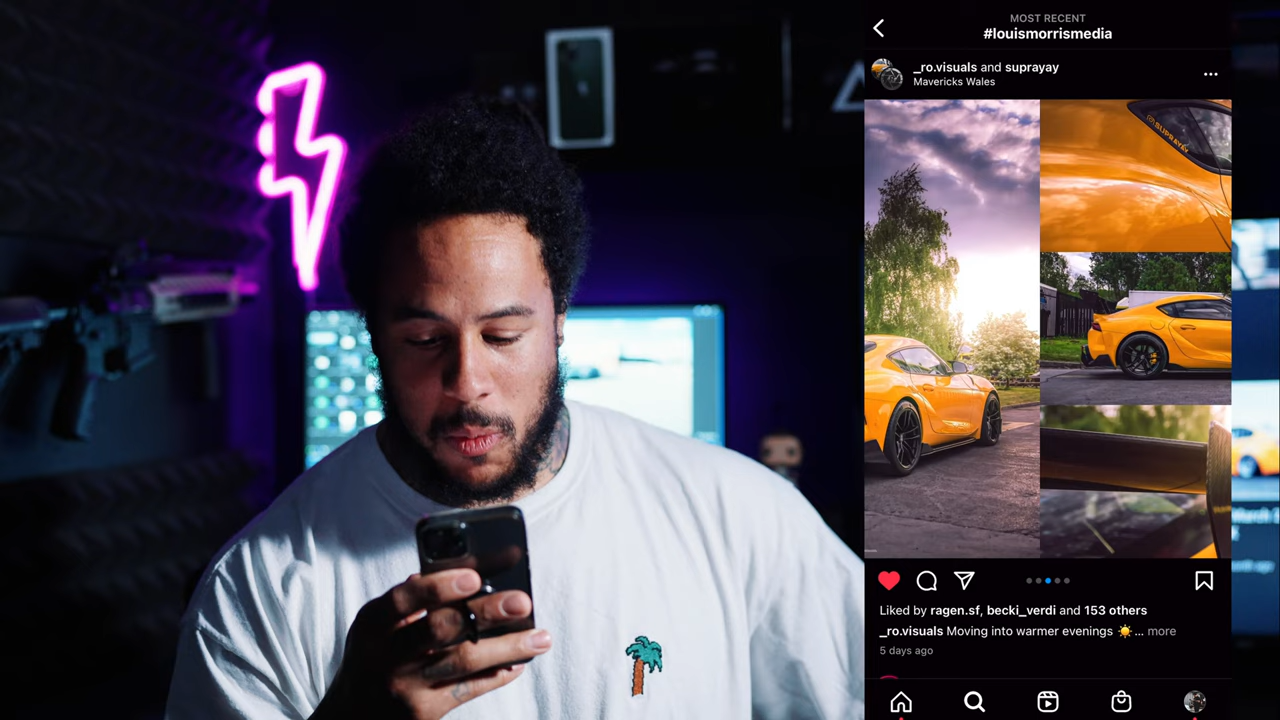 MOST RECENT
#louismorrismedia
_ro.visuals and suprayay
Mavericks Wales
SUPRAYAY
Liked by ragen.sf, becki_verdi and 153 others
_ro.visuals Moving into warmer evenings ☀️... more
5 days ago